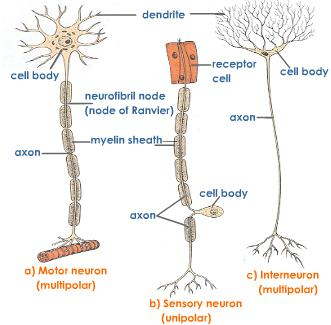 dendrite
cell body
receptor
cell
cell body
neurofibril node
(node of Ranvier)
axon
axon
myelin sheath
cell body
axon
a) Motor neuron
(multipolar)
b) Sensory neuron
(unipolar)
c) Interneuron
(multipolar)